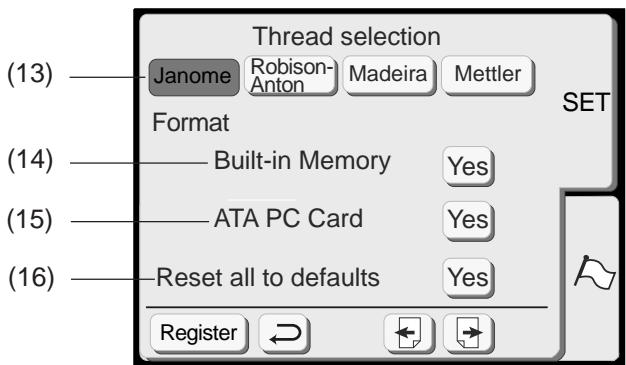 Thread selection
(13) Janome Robison-Anton Madeira Mettler
SET
Format
(14) Built-in Memory Yes
(15) ATA PC Card Yes
(16) Reset all to defaults Yes
Register